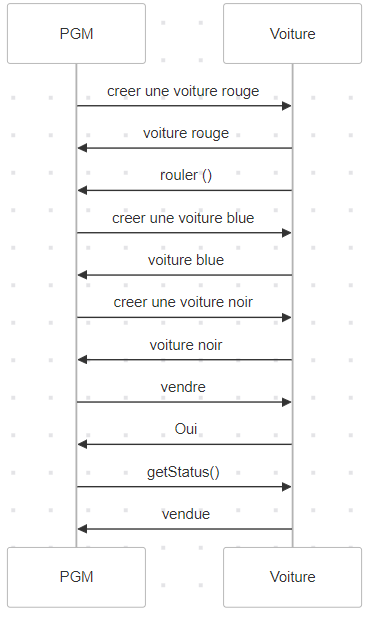 PGM Voiture
creer une voiture rouge
voiture rouge
rouler ()
creer une voiture blue
voiture blue
creer une voiture noir
voiture noir
vendre
Oui
getStatus()
vendue
PGM Voiture